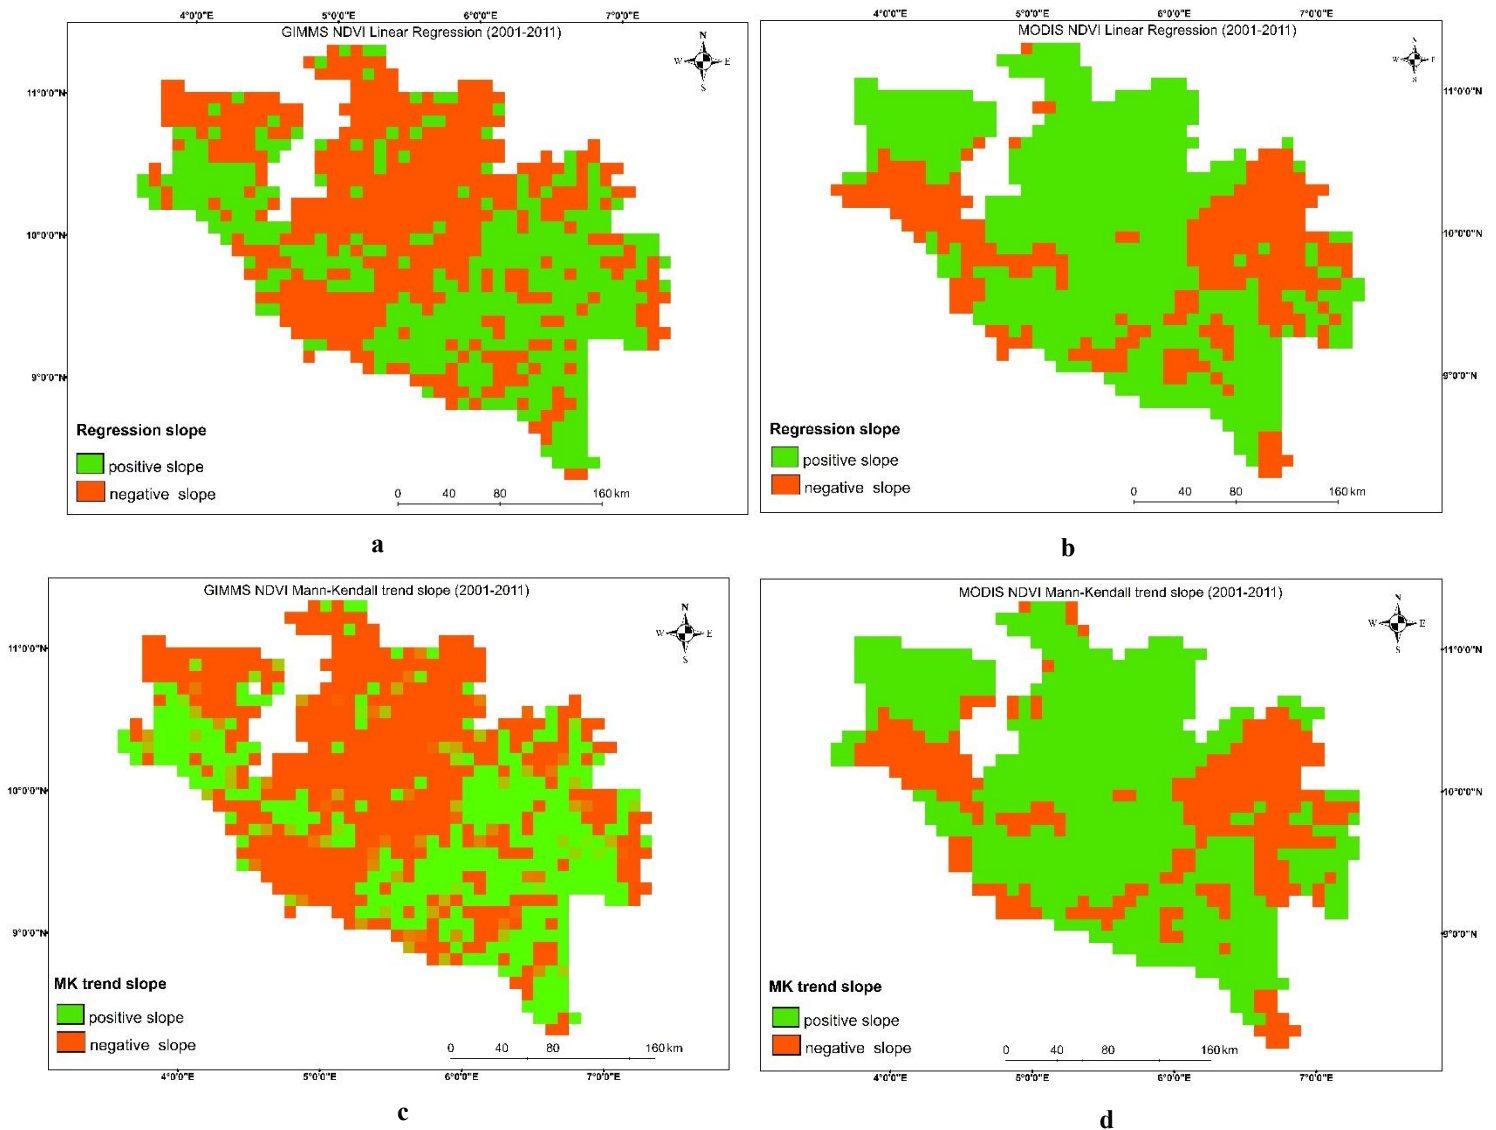 4°0'0"E 5°0'0"E 6°0'0"E 7°0'0"E
GIMMS NDVI Linear Regression (2001-2011)
N
W E
S
11°0'0"N
10°0'0"N
9°0'0"N
Regression slope
positive slope
negative slope
0 40 80 160 km
a
4°0'0"E 5°0'0"E 6°0'0"E 7°0'0"E
MODIS NDVI Linear Regression (2001-2011)
N
W E
S
11°0'0"N
10°0'0"N
9°0'0"N
Regression slope
positive slope
negative slope
0 40 80 160 km
b
GIMMS NDVI Mann-Kendall trend slope (2001-2011)
N
W E
S
11°0'0"N
10°0'0"N
9°0'0"N
MK trend slope
positive slope
negative slope
0 40 80 160 km
4°0'0"E 5°0'0"E 6°0'0"E 7°0'0"E
c
MODIS NDVI Mann-Kendall trend slope (2001-2011)
N
W E
S
11°0'0"N
10°0'0"N
9°0'0"N
MK trend slope
positive slope
negative slope
0 40 80 160 km
4°0'0"E 5°0'0"E 6°0'0"E 7°0'0"E
d